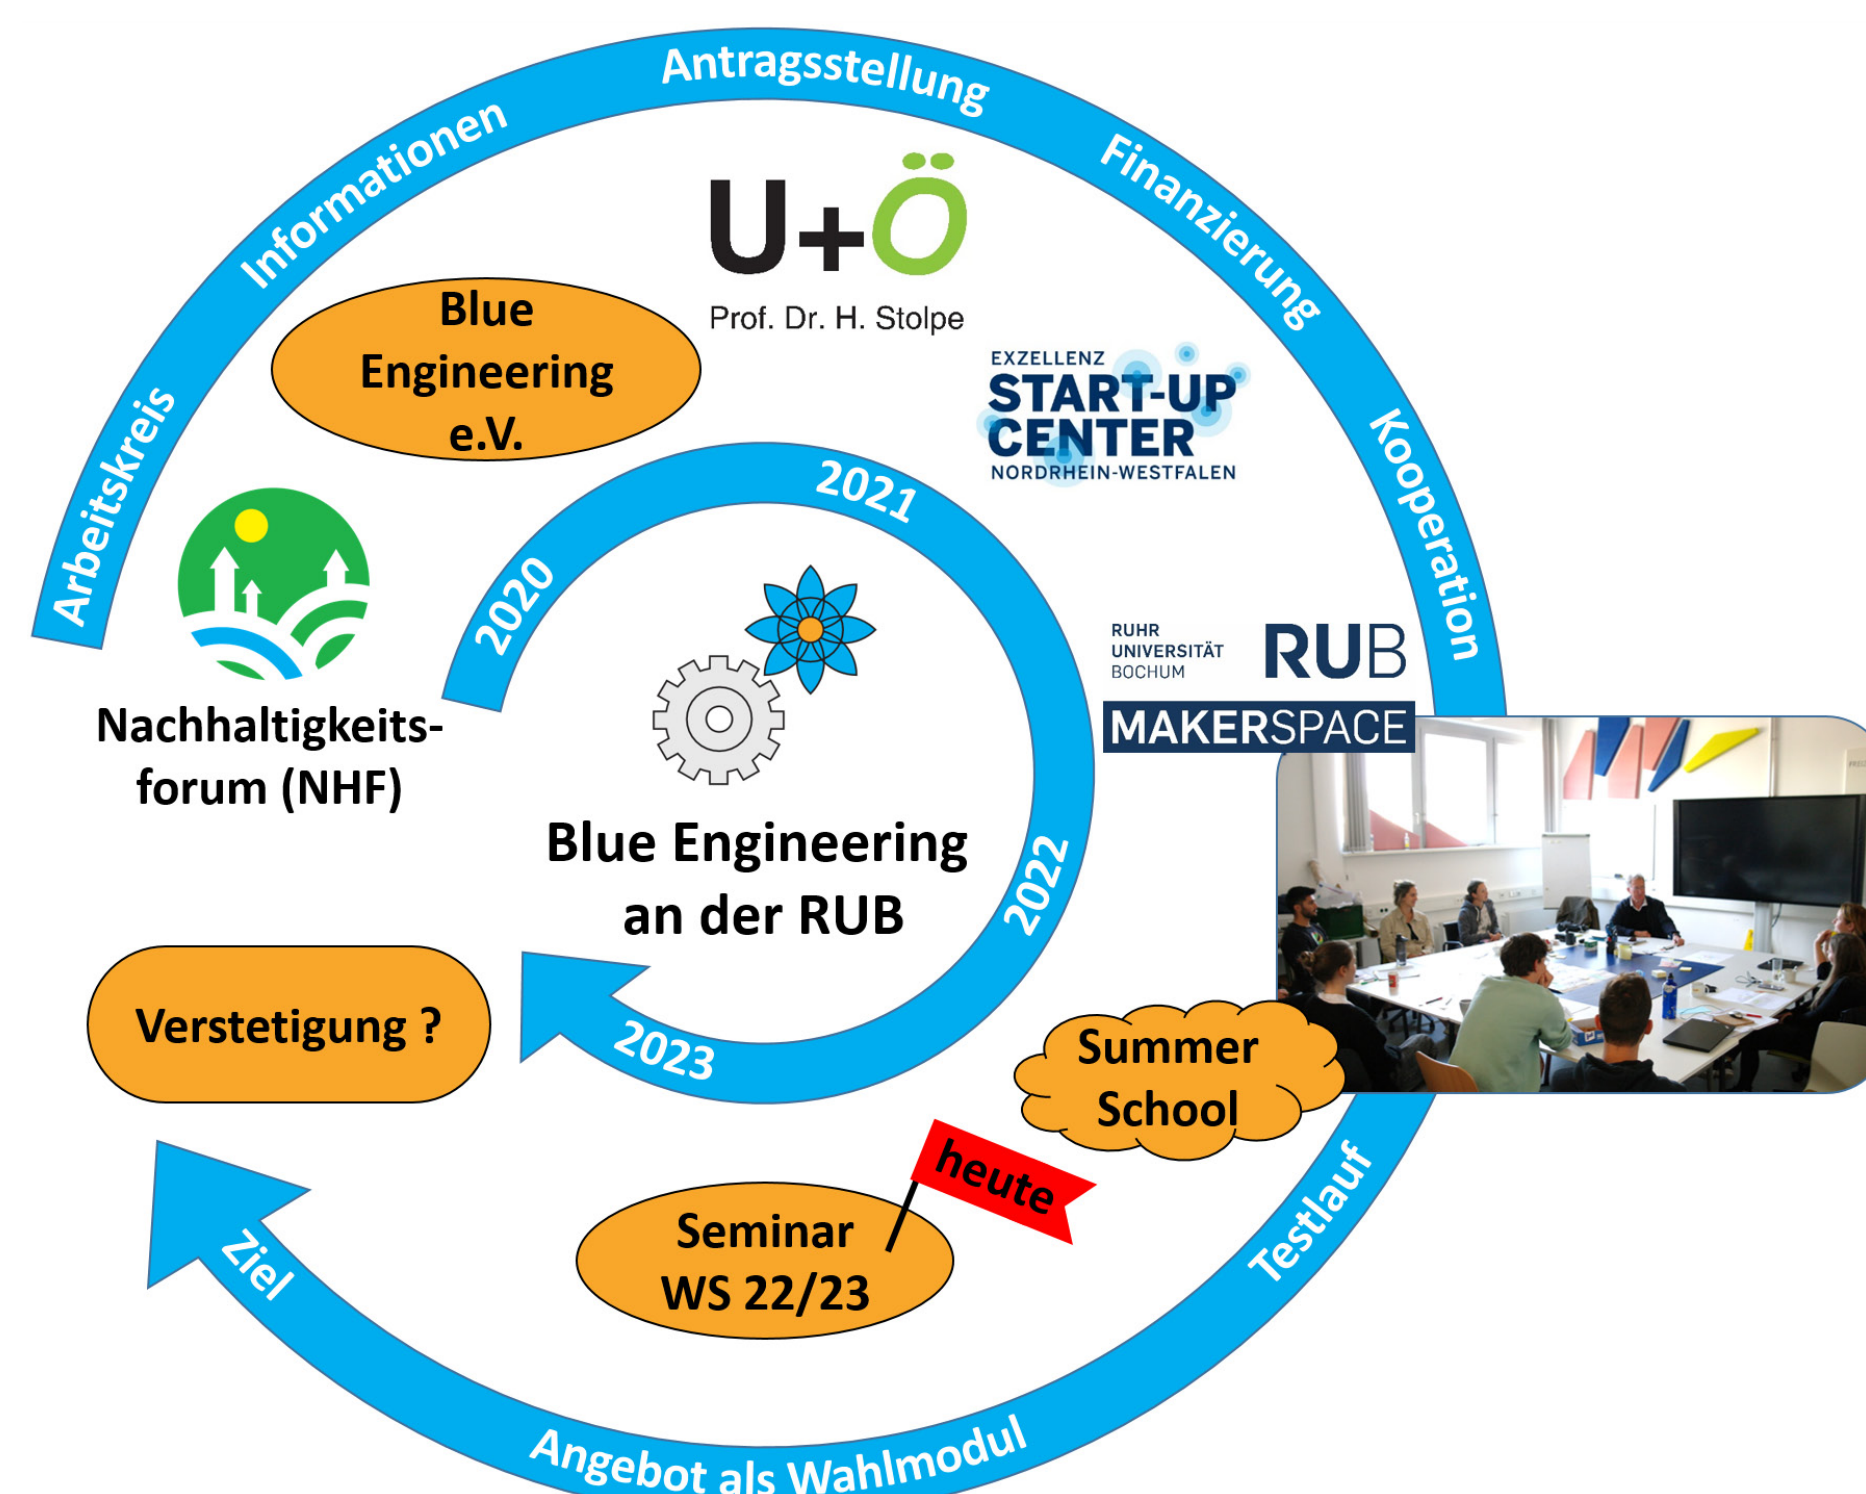 Arbeitskreis
Informationen
Antragsstellung
Finanzierung
Kooperation
Testlauf
Angebot als Wahlmodul
Ziel
Nachhaltigkeits-
forum (NHF)
Blue
Engineering
e.V.
U+Ö
Prof. Dr. H. Stolpe
EXZELLENZ
START-UP
CENTER
NORDRHEIN-WESTFALEN
RUHR
UNIVERSITÄT
BOCHUM
RUB
MAKERSPACE
Summer
School
heute
Seminar
WS 22/23
Verstetigung ?
2020
2021
2022
2023
Blue Engineering
an der RUB